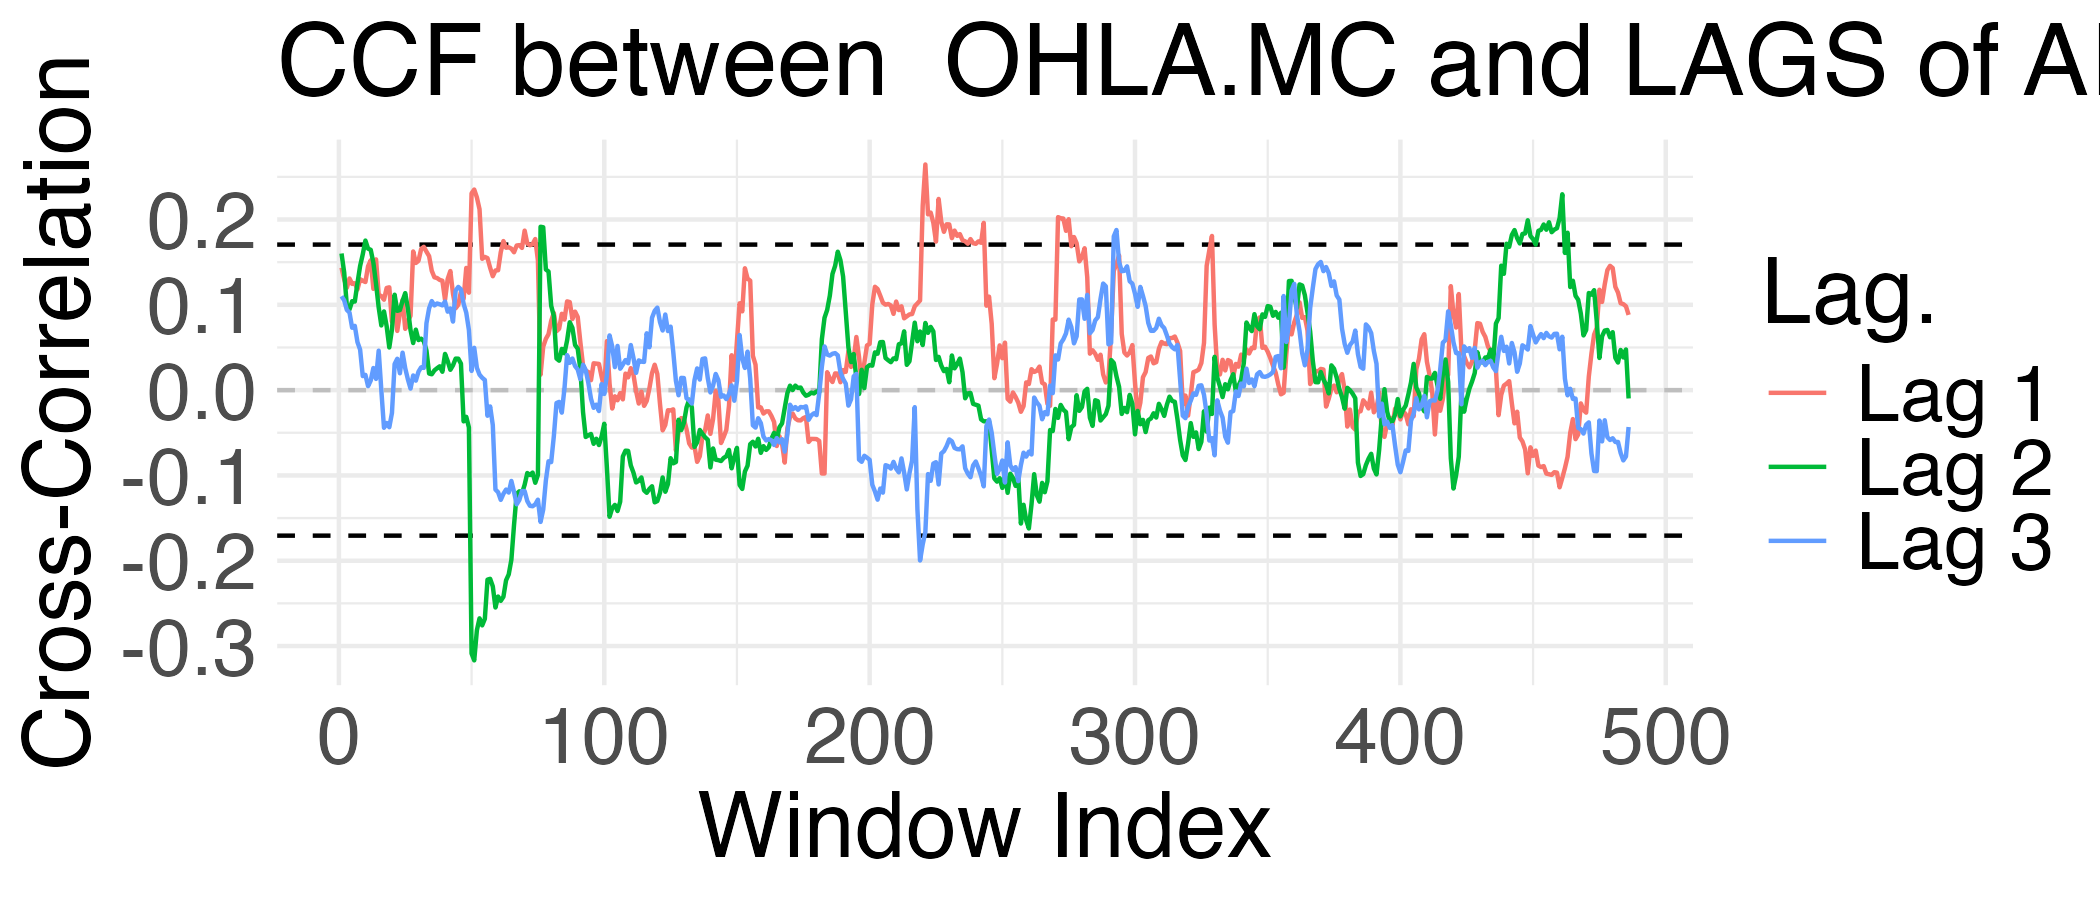 CCF between  OHLA.MC and LAGS of
Cross-Correlation
0.2
0.1
0.0
-0.1
-0.2
-0.3
0 100 200 300 400 500
Window Index
Lag.
Lag 1
Lag 2
Lag 3